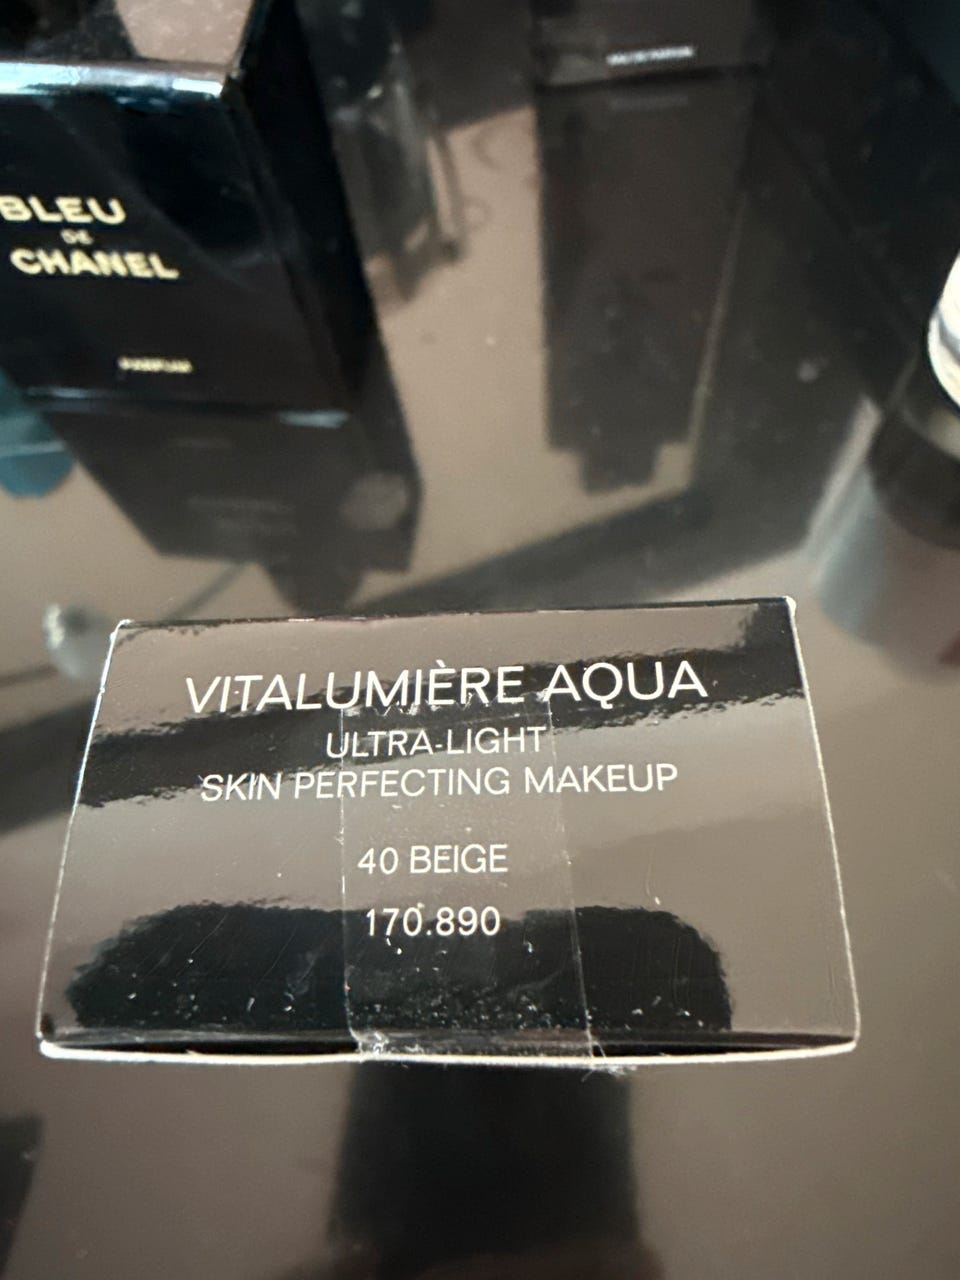 BLEU
DE
CHANEL
PARFUM
VITALUMIÈRE AQUA
ULTRA-LIGHT
SKIN PERFECTING MAKEUP
40 BEIGE
170.890